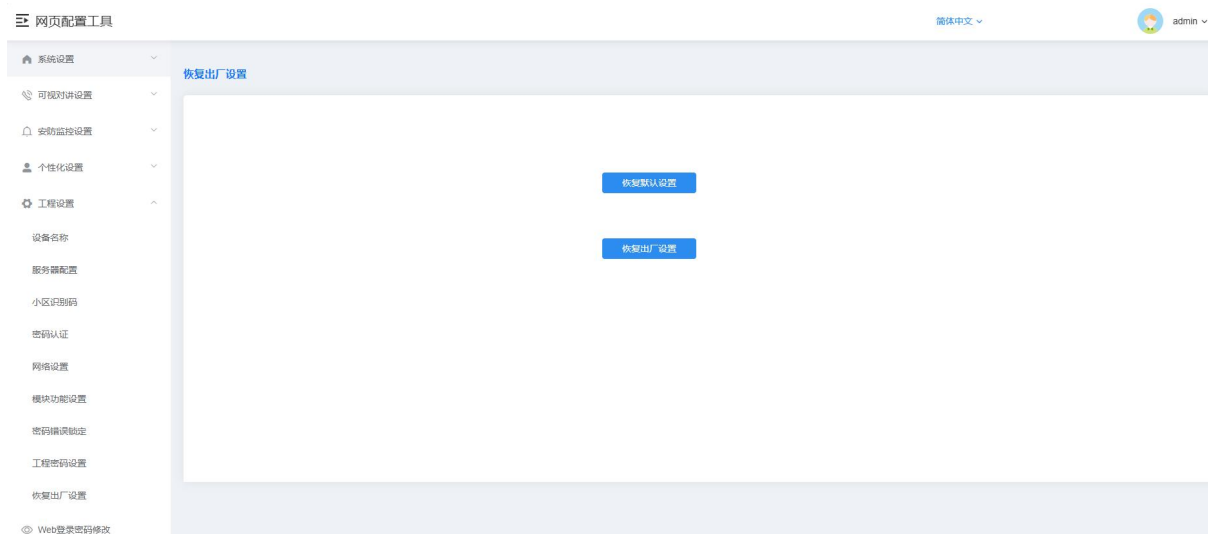 网页配置工具
简体中文
admin
系统设置
可视对讲设置
安防监控设置
个性化设置
工程设置
设备名称
服务器配置
小区识别码
密码认证
网络设置
模块功能设置
密码错误锁定
工程密码设置
恢复出厂设置
Web登录密码修改
恢复出厂设置
恢复默认设置
恢复出厂设置